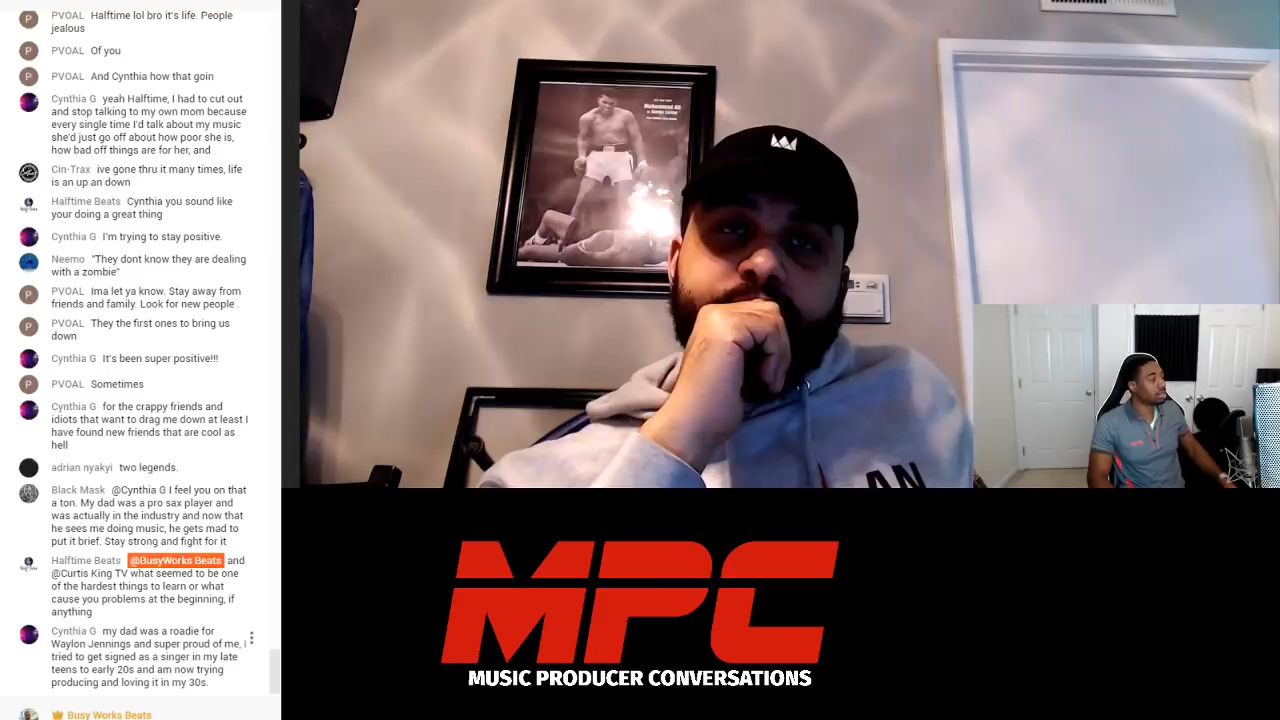 PVOAL Halftime lol bro it's life. People
jealous
PVOAL Of you
PVOAL And Cynthia how that goin
Cynthia G yeah Halftime, I had to cut out
and stop talking to my own mom because
every single time I'd talk about my music
she'd just go off about how poor she is,
how bad off things are for her, and
Cin-Trax ive gone thru it many times, life
is an up an down
Halftime Beats Cynthia you sound like
your doing a great thing
Cynthia G I'm trying to stay positive.
Neemo "They dont know they are dealing
with a zombie"
PVOAL Ima let ya know. Stay away from
friends and family. Look for new people .
PVOAL They the first ones to bring us
down
Cynthia G It's been super positive!!!
PVOAL Sometimes
Cynthia G for the crappy friends and
idiots that want to drag me down at least I
have found new friends that are cool as
hell
adrian nyakyi two legends.
Black Mask @Cynthia G I feel you on that
a ton. My dad was a pro sax player and
was actually in the industry and now that
he sees me doing music, he gets mad to
put it brief. Stay strong and fight for it
Halftime Beats @BusyWorks Beats and
@Curtis King TV what seemed to be one
of the hardest things to learn or what
cause you problems at the beginning, if
anything
Cynthia G my dad was a roadie for
Waylon Jennings and super proud of me, I
tried to get signed as a singer in my late
teens to early 20s and am now trying
producing and loving it in my 30s.
Busy Works Beats
P
P
P
P
P
P
Muhammad Ali
AN
MPC
MUSIC PRODUCER CONVERSATIONS